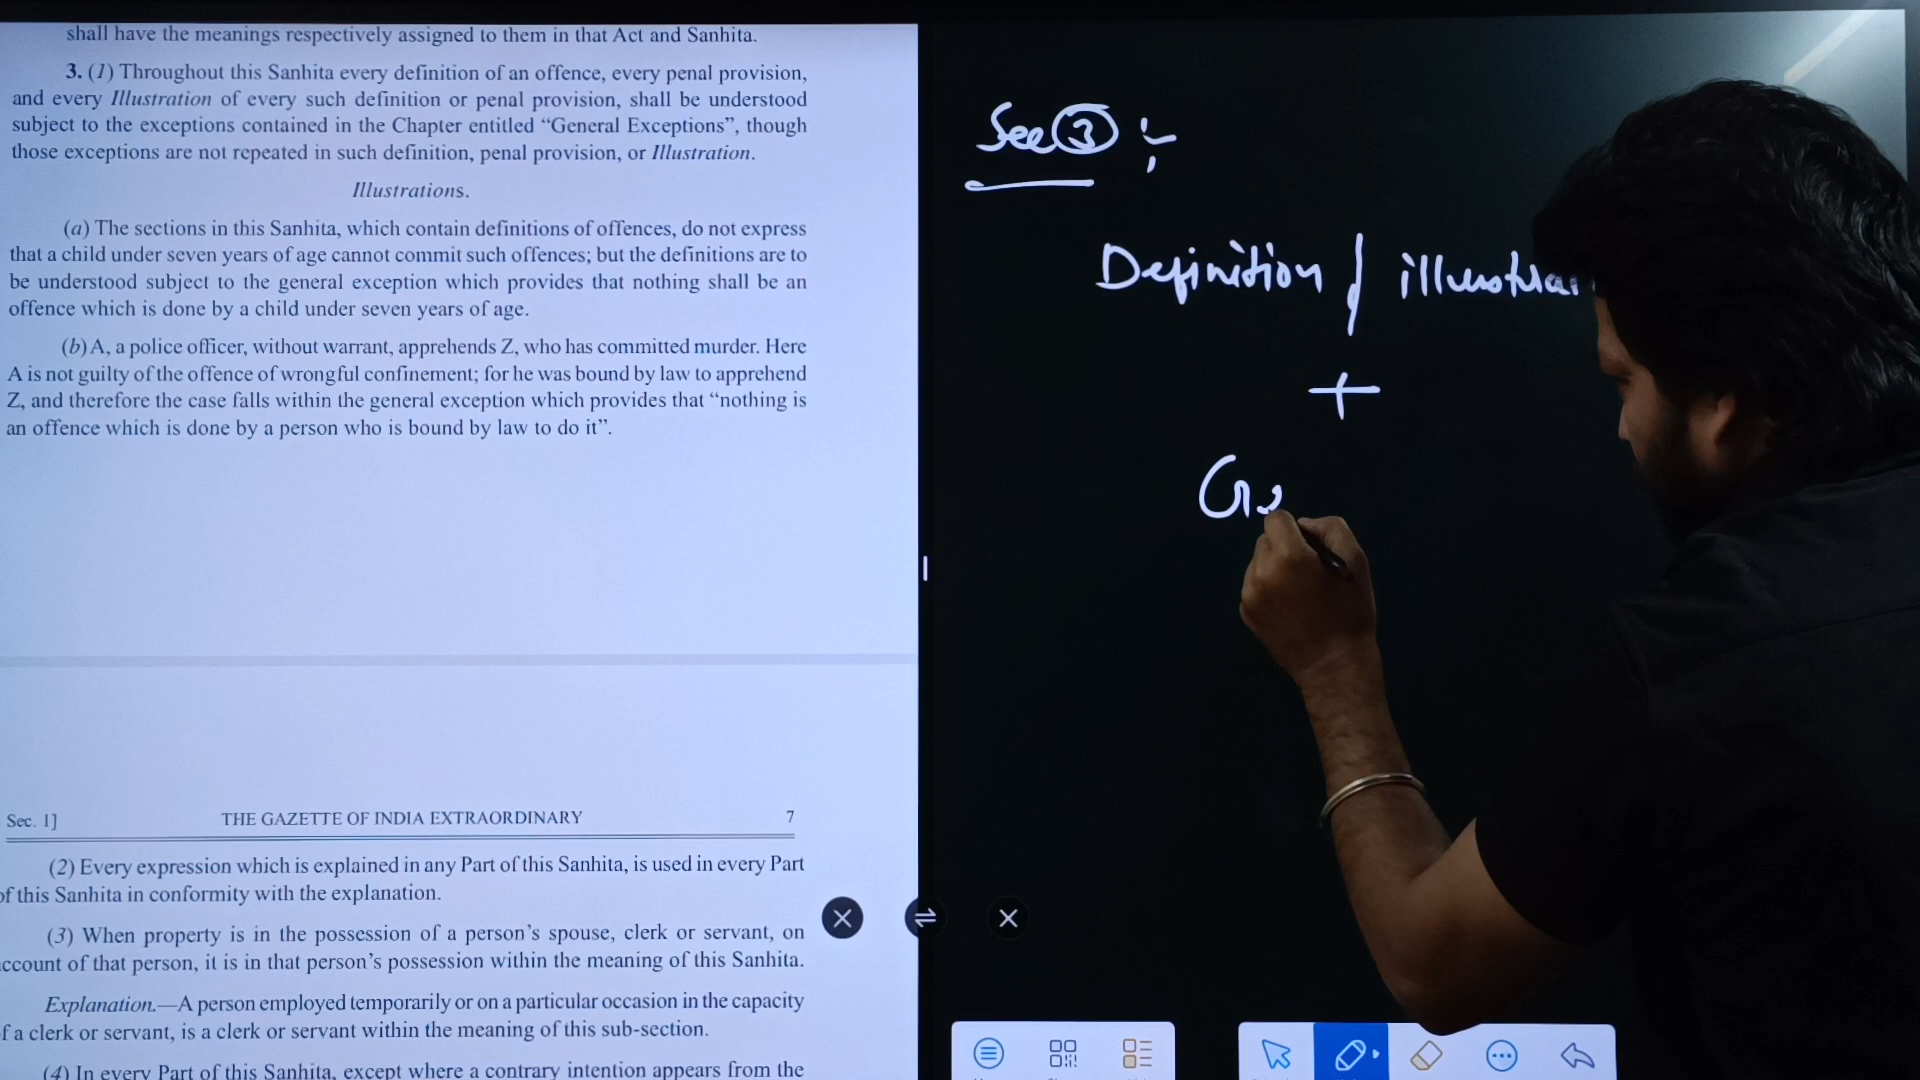 shall have the meanings respectively assigned to them in that Act and Sanhita.
3. (1) Throughout this Sanhita every definition of an offence, every penal provision,
and every Illustration of every such definition or penal provision, shall be understood
subject to the exceptions contained in the Chapter entitled “General Exceptions”, though
those exceptions are not repeated in such definition, penal provision, or Illustration.
Illustrations.
(a) The sections in this Sanhita, which contain definitions of offences, do not express
that a child under seven years of age cannot commit such offences; but the definitions are to
be understood subject to the general exception which provides that nothing shall be an
offence which is done by a child under seven years of age.
(b) A, a police officer, without warrant, apprehends Z, who has committed murder. Here
A is not guilty of the offence of wrongful confinement; for he was bound by law to apprehend
Z, and therefore the case falls within the general exception which provides that “nothing is
an offence which is done by a person who is bound by law to do it”.
Sec. 1] THE GAZETTE OF INDIA EXTRAORDINARY 7
(2) Every expression which is explained in any Part of this Sanhita, is used in every Part
of this Sanhita in conformity with the explanation.
(3) When property is in the possession of a person’s spouse, clerk or servant, on
ccount of that person, it is in that person’s possession within the meaning of this Sanhita.
Explanation.—A person employed temporarily or on a particular occasion in the capacity
f a clerk or servant, is a clerk or servant within the meaning of this sub-section.
(4) In every Part of this Sanhita, except where a contrary intention appears from the
Sec 3 :-
Definition / illustra
+
Ge